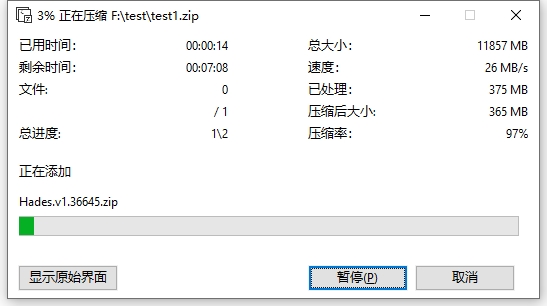 3% 正在压缩 F:\test\test1.zip
已用时间: 00:00:14 总大小: 11857 MB
剩余时间: 00:07:08 速度: 26 MB/s
文件: 0 已处理: 375 MB
/ 1 压缩后大小: 365 MB
总进度: 1\2 压缩率: 97%
正在添加
Hades.v1.36645.zip
显示原始界面 暂停(P) 取消